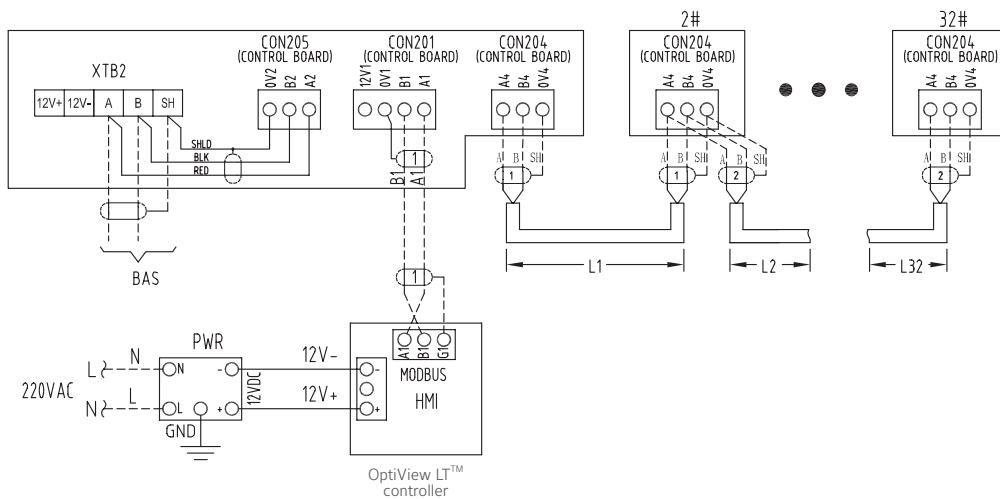 2#
32#
CON205
(CONTROL BOARD)
CON201
(CONTROL BOARD)
CON204
(CONTROL BOARD)
CON204
(CONTROL BOARD)
CON204
(CONTROL BOARD)
XTB2
0V2
B2
A2
12V1
0V1
B1
A1
A4
B4
0V4
A4
B4
0V4
A4
B4
0V4
12V+ 12V- A B SH
SHLD
BLK
RED
1
B1
A1
A B SH
1
A B SH
1
A B SH
2
A B SH
2
BAS
L1
L2
L32
1
A1
B1
G1
MODBUS
HMI
PWR
220VAC
L N
N L
N
L
-
+
12VDC
GND
12V-
12V+
-
+
OptiView LT™
controller